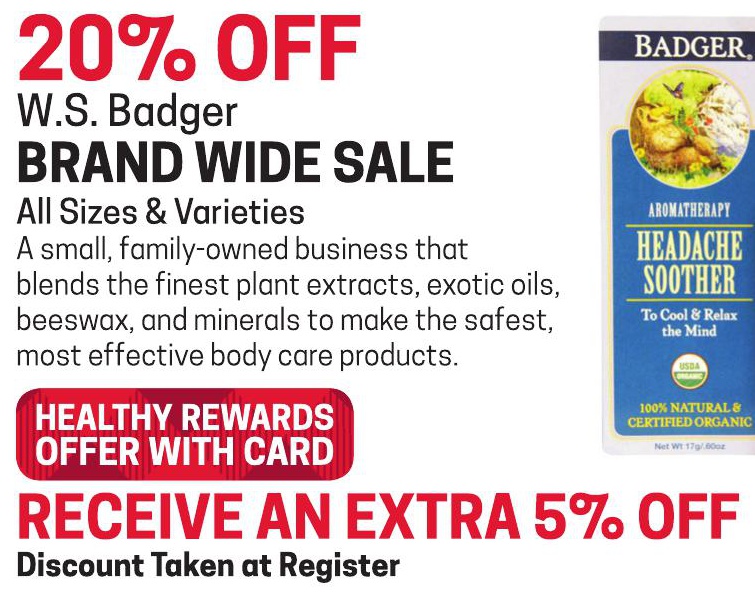 20% OFF
W.S. Badger
BRAND WIDE SALE
All Sizes & Varieties
A small, family-owned business that
blends the finest plant extracts, exotic oils,
beeswax, and minerals to make the safest,
most effective body care products.
HEALTHY REWARDS
OFFER WITH CARD
RECEIVE AN EXTRA 5% OFF
Discount Taken at Register
BADGER®
AROMATHERAPY
HEADACHE
SOOTHER
To Cool & Relax
the Mind
USDA
ORGANIC
100% NATURAL &
CERTIFIED ORGANIC
Net Wt 17g/.60oz